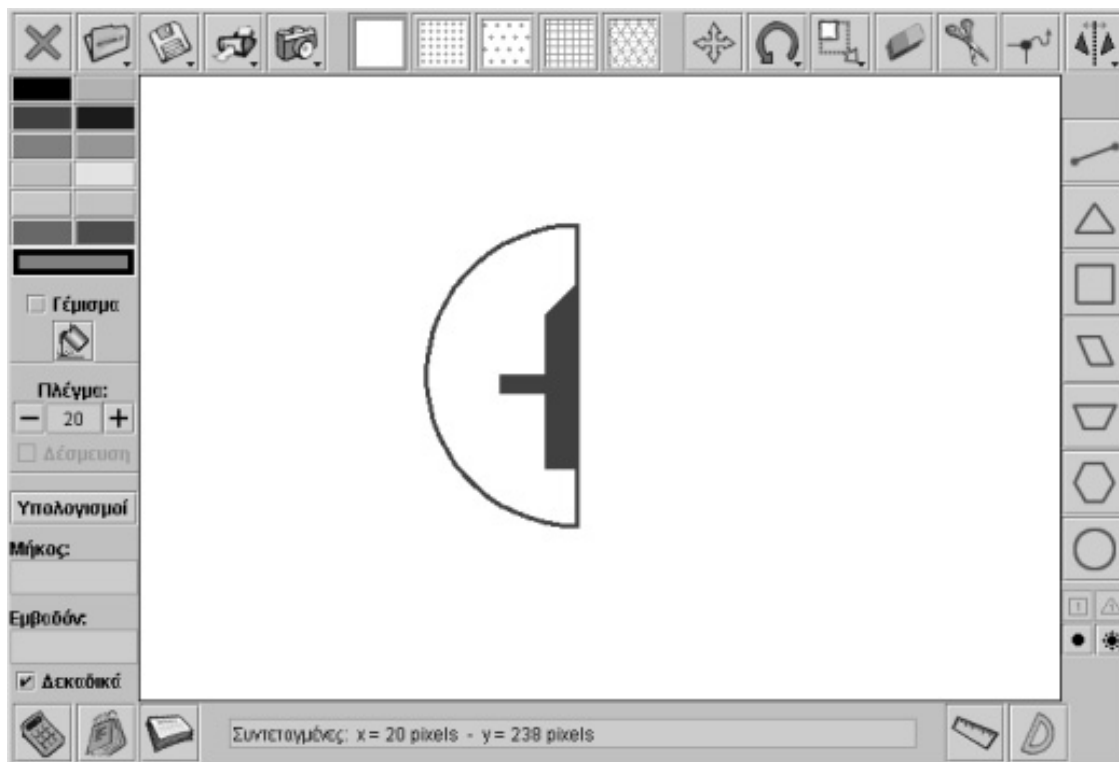 Γέμισμα
Πλέγμα:
20
Δέσμευση
Υπολογισμοί
Μήκος:
Εμβαδόν:
Δεκαδικά
Συντεταγμένες: x = 20 pixels - y = 238 pixels